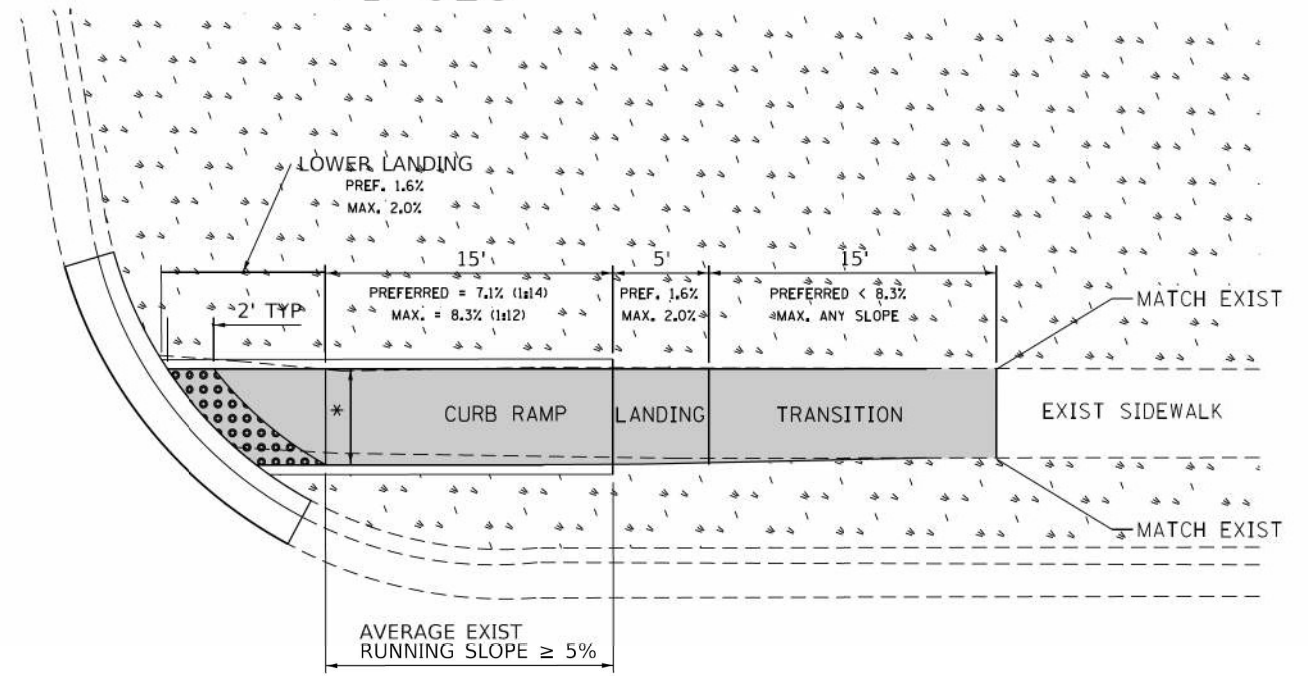 LOWER LANDING
PREF. 1.6%
MAX. 2.0%
15'
5'
15'
PREFERRED = 7.1% (1:14)
MAX. = 8.3% (1:12)
PREF. 1.6%
MAX. 2.0%
PREFERRED < 8.3%
MAX. ANY SLOPE
2' TYP
MATCH EXIST
*
CURB RAMP
LANDING
TRANSITION
EXIST SIDEWALK
MATCH EXIST
AVERAGE EXIST
RUNNING SLOPE ≥ 5%